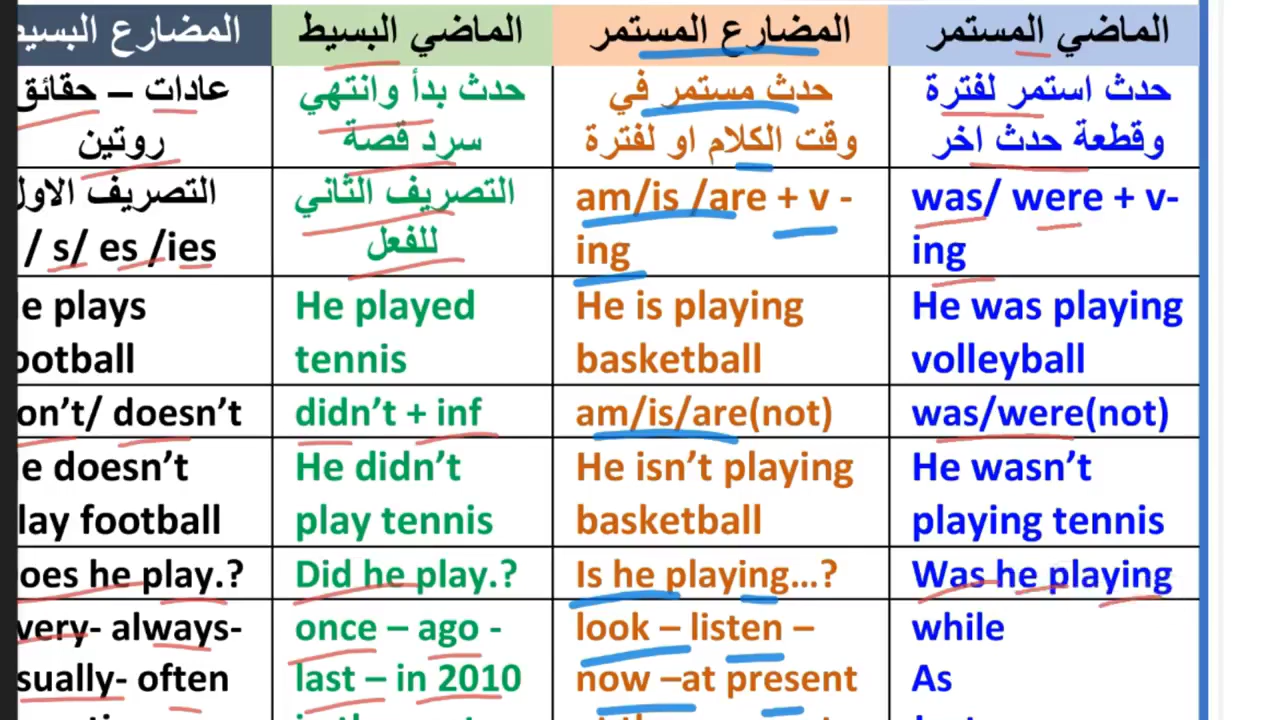 المضارع البسيط الماضي البسيط المضارع المستمر الماضي المستمر
عادات – حقائق حدث بدأ وانتهي حدث مستمر في حدث استمر لفترة
روتين سرد قصة وقت الكلام او لفترة وقطعة حدث اخر
التصريف الاول التصريف الثاني am/is /are + v - was/ were + v-
/ s/ es /ies للفعل ing ing
e plays He played He is playing He was playing
ootball tennis basketball volleyball
on't/ doesn't didn't + inf am/is/are(not) was/were(not)
e doesn't He didn't He isn't playing He wasn't
lay football play tennis basketball playing tennis
oes he play.? Did he play.? Is he playing...? Was he playing
very- always- once – ago - look – listen – while
sually- often last – in 2010 now –at present As